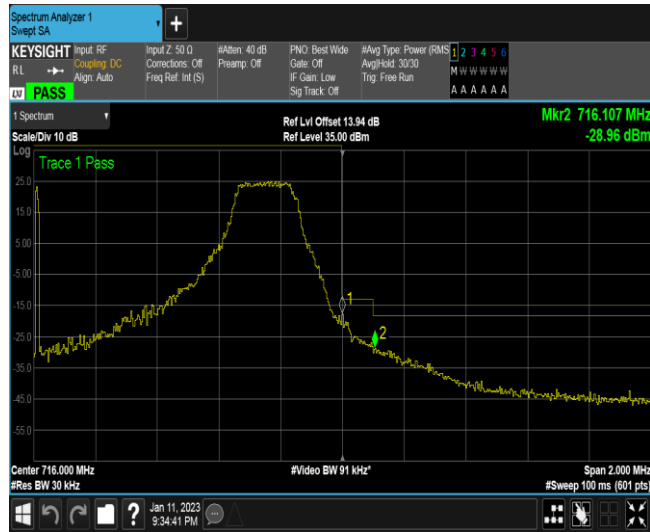 Spectrum Analyzer 1
Swept SA
+
KEYSIGHT Input: RF Input Z: 50 Ω #Atten: 40 dB PNO: Best Wide #Avg Type: Power (RMS 1 2 3 4 5 6
RL Coupling: DC Corrections: Off Preamp: Off Gate: Off Avg|Hold: 30/30 M W W W W W
Align: Auto Freq Ref: Int (S) IF Gain: Low Trig: Free Run
LXI PASS Sig Track: Off A A A A A A
1 Spectrum Ref Lvl Offset 13.94 dB Mkr2 716.107 MHz
Scale/Div 10 dB Ref Level 35.00 dBm -28.96 dBm
Log
Trace 1 Pass
25.0
15.0
5.00
-5.00
1
-15.0
2
-25.0
-35.0
-45.0
-55.0
Center 716.000 MHz #Video BW 91 kHz* Span 2.000 MHz
#Res BW 30 kHz #Sweep 100 ms (601 pts)
? Jan 11, 2023
9:34:41 PM